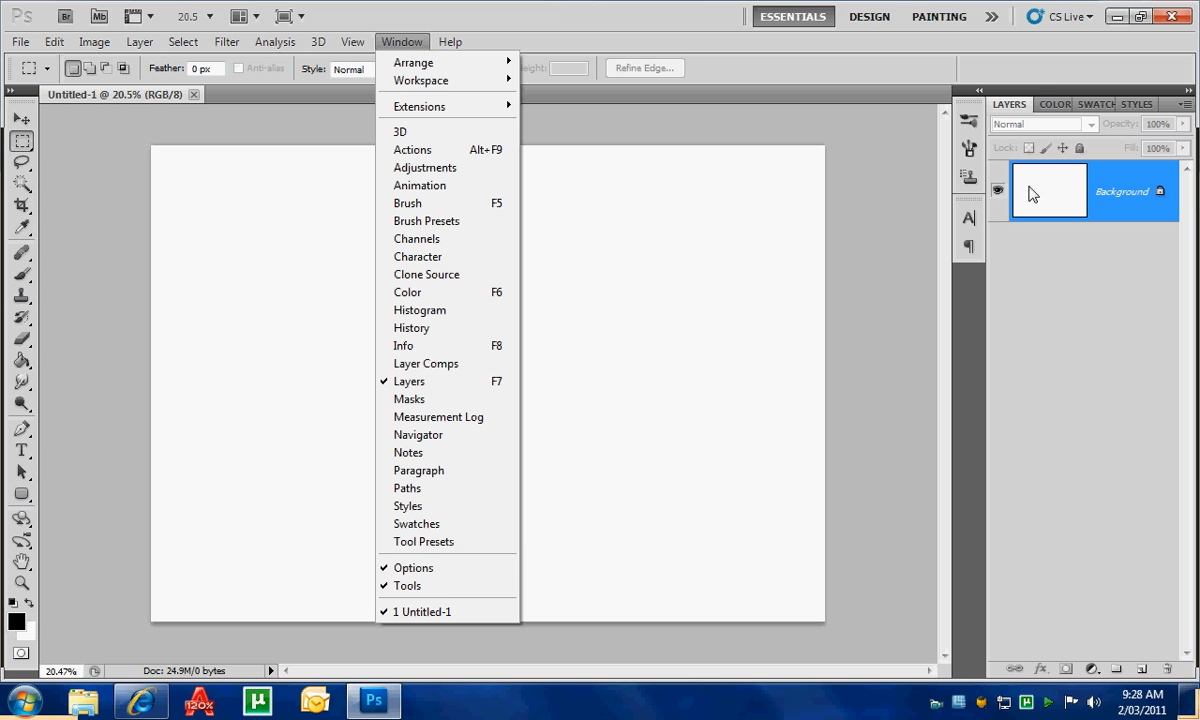 Ps Br Mb 20.5 ESSENTIALS DESIGN PAINTING CS Live
File Edit Image Layer Select Filter Analysis 3D View Window Help
Feather: 0 px Anti-alias Style: Normal Height: Refine Edge...
Untitled-1 @ 20.5% (RGB/8)
Arrange
Workspace
Extensions
3D
Actions Alt+F9
Adjustments
Animation
Brush F5
Brush Presets
Channels
Character
Clone Source
Color F6
Histogram
History
Info F8
Layer Comps
Layers F7
Masks
Measurement Log
Navigator
Notes
Paragraph
Paths
Styles
Swatches
Tool Presets
Options
Tools
1 Untitled-1
LAYERS COLOR SWATCH STYLES
Normal Opacity: 100%
Lock: Fill: 100%
Background
20.47% Doc: 24.9M/0 bytes
120%
Ps
9:28 AM
2/03/2011